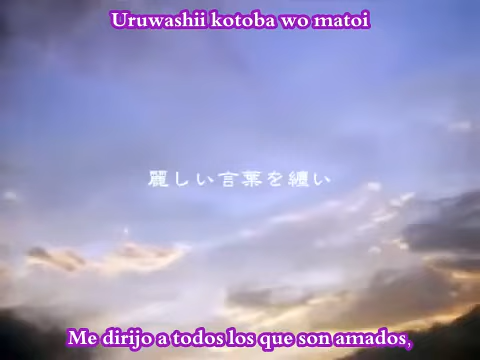 Uruwashii kotoba wo matoi
麗しい言葉を纏い
Me dirijo a todos los que son amados,